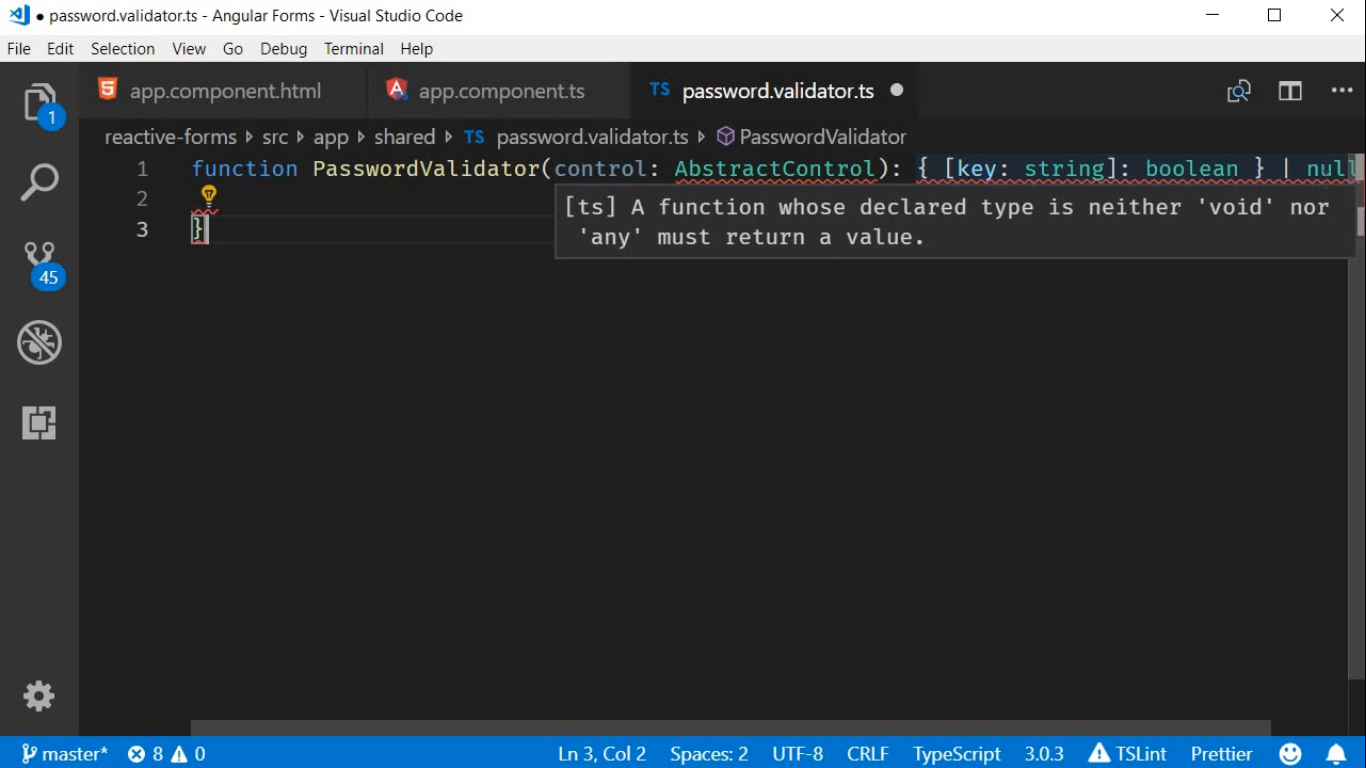 ● password.validator.ts - Angular Forms - Visual Studio Code
File Edit Selection View Go Debug Terminal Help
app.component.html app.component.ts TS password.validator.ts
1
reactive-forms src app shared TS password.validator.ts PasswordValidator
1 function PasswordValidator(control: AbstractControl): { [key: string]: boolean } | null
2
[ts] A function whose declared type is neither 'void' nor
3 }
'any' must return a value.
45
master* 8 0 Ln 3, Col 2 Spaces: 2 UTF-8 CRLF TypeScript 3.0.3 TSLint Prettier